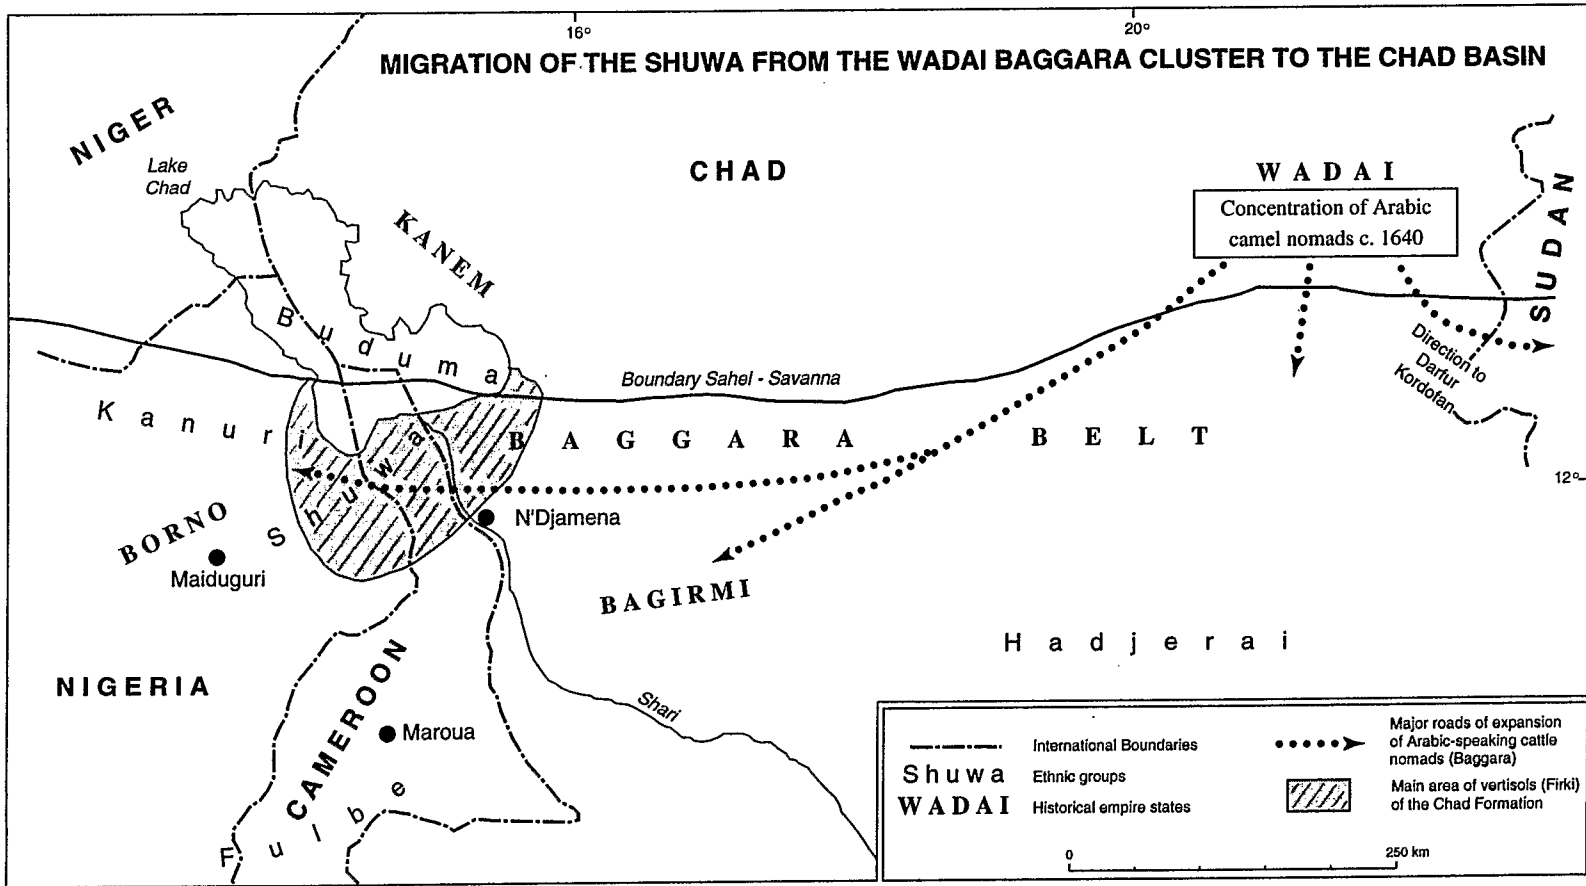 16°
20°
MIGRATION OF THE SHUWA FROM THE WADAI BAGGARA CLUSTER TO THE CHAD BASIN
NIGER
Lake
Chad
CHAD
WADAI
Concentration of Arabic
camel nomads c. 1640
SUDAN
KANEM
Buduma
Direction to
Darfur
Kordofan
Boundary Sahel - Savanna
Kanuri
BAGGARA BELT
12°
Shuwa
BORNO
N'Djamena
Maiduguri
BAGIRMI
Hadjerai
NIGERIA
CAMEROON
Shari
Maroua
Fulbe
International Boundaries
Shuwa Ethnic groups
WADAI Historical empire states
Major roads of expansion
of Arabic-speaking cattle
nomads (Baggara)
Main area of vertisols (Firki)
of the Chad Formation
0 250 km